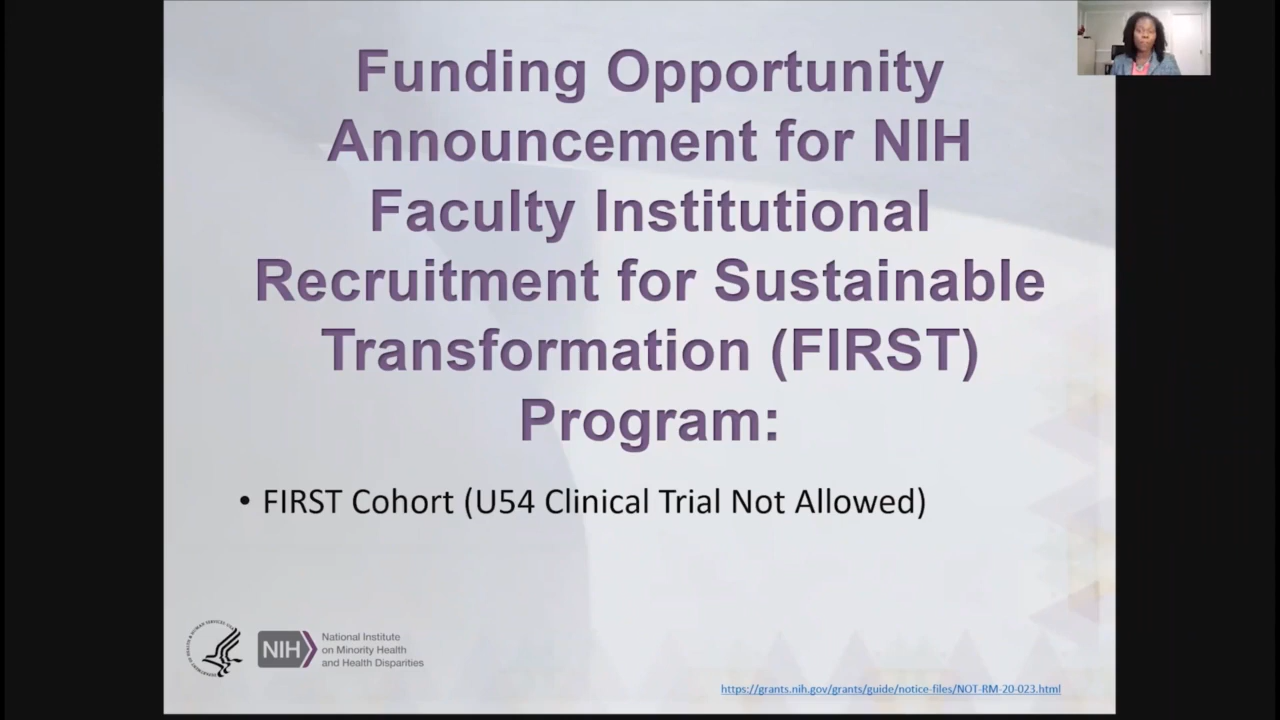 Funding Opportunity
Announcement for NIH
Faculty Institutional
Recruitment for Sustainable
Transformation (FIRST)
Program:
• FIRST Cohort (U54 Clinical Trial Not Allowed)
NIH
National Institute
on Minority Health
and Health Disparities
https://grants.nih.gov/grants/guide/notice-files/NOT-RM-20-023.html